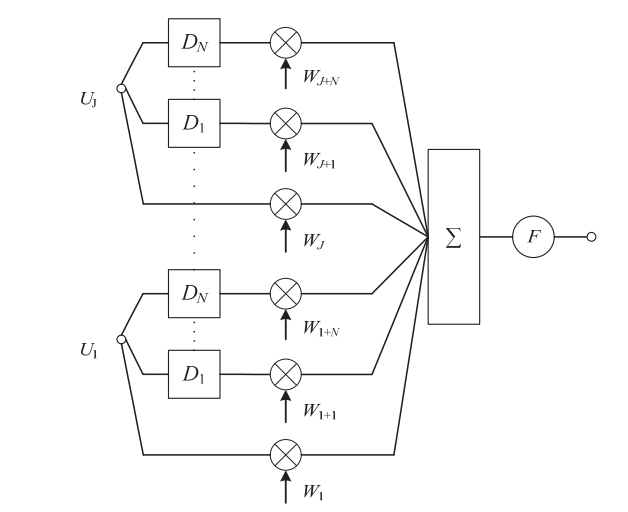 D_N
W_{J+N}
U_J
D_1
W_{J+1}
W_J
Σ
F
D_N
W_{1+N}
U_1
D_1
W_{1+1}
W_1